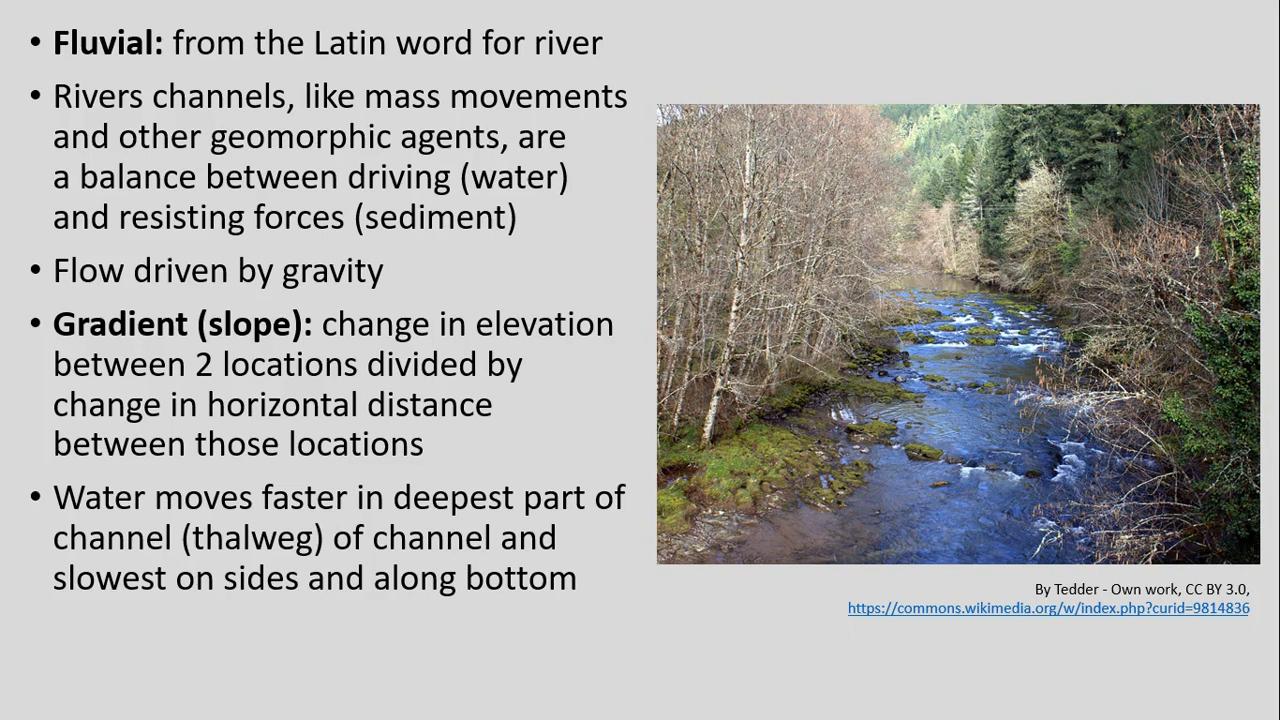 • Fluvial: from the Latin word for river
• Rivers channels, like mass movements
and other geomorphic agents, are
a balance between driving (water)
and resisting forces (sediment)
• Flow driven by gravity
• Gradient (slope): change in elevation
between 2 locations divided by
change in horizontal distance
between those locations
• Water moves faster in deepest part of
channel (thalweg) of channel and
slowest on sides and along bottom
By Tedder - Own work, CC BY 3.0,
https://commons.wikimedia.org/w/index.php?curid=9814836